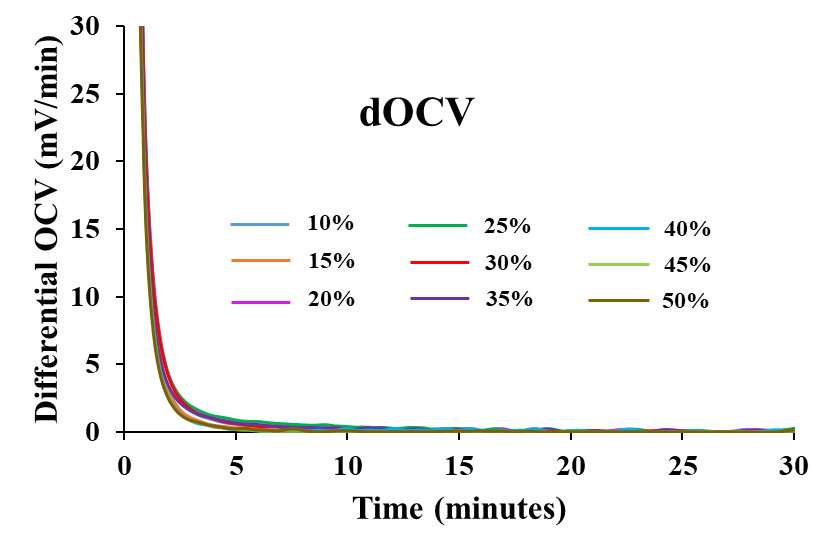 Differential OCV (mV/min)
30
25
20
15
10
5
0
dOCV
10% 25% 40%
15% 30% 45%
20% 35% 50%
0 5 10 15 20 25 30
Time (minutes)